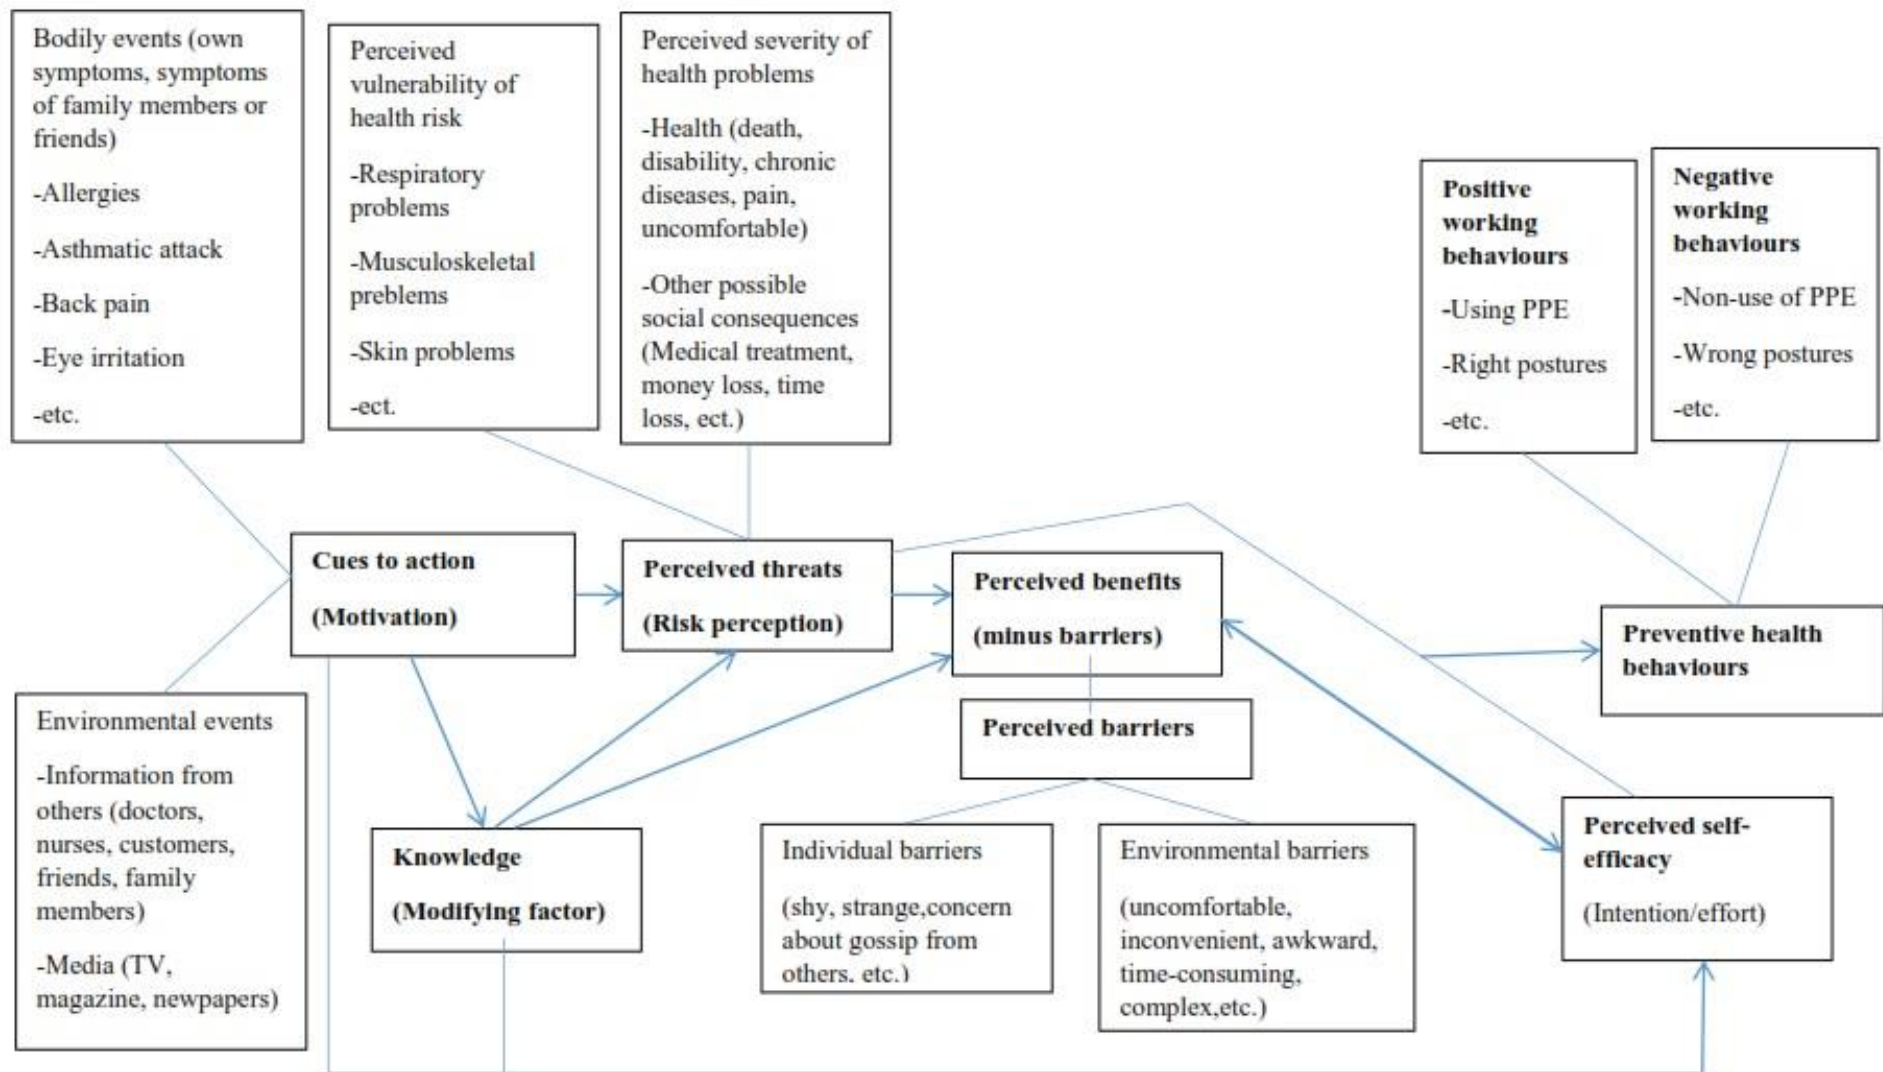 Bodily events (own
symptoms, symptoms
of family members or
friends)
-Allergies
-Asthmatic attack
-Back pain
-Eye irritation
-etc.
Perceived
vulnerability of
health risk
-Respiratory
problems
-Musculoskeletal
preblems
-Skin problems
-ect.
Perceived severity of
health problems
-Health (death,
disability, chronic
diseases, pain,
uncomfortable)
-Other possible
social consequences
(Medical treatment,
money loss, time
loss, ect.)
Positive
working
behaviours
-Using PPE
-Right postures
-etc.
Negative
working
behaviours
-Non-use of PPE
-Wrong postures
-etc.
Cues to action
(Motivation)
Perceived threats
(Risk perception)
Perceived benefits
(minus barriers)
Preventive health
behaviours
Environmental events
-Information from
others (doctors,
nurses, customers,
friends, family
members)
-Media (TV,
magazine, newpapers)
Perceived barriers
Knowledge
(Modifying factor)
Individual barriers
(shy, strange,concern
about gossip from
others, etc.)
Environmental barriers
(uncomfortable,
inconvenient, awkward,
time-consuming,
complex,etc.)
Perceived self-
efficacy
(Intention/effort)